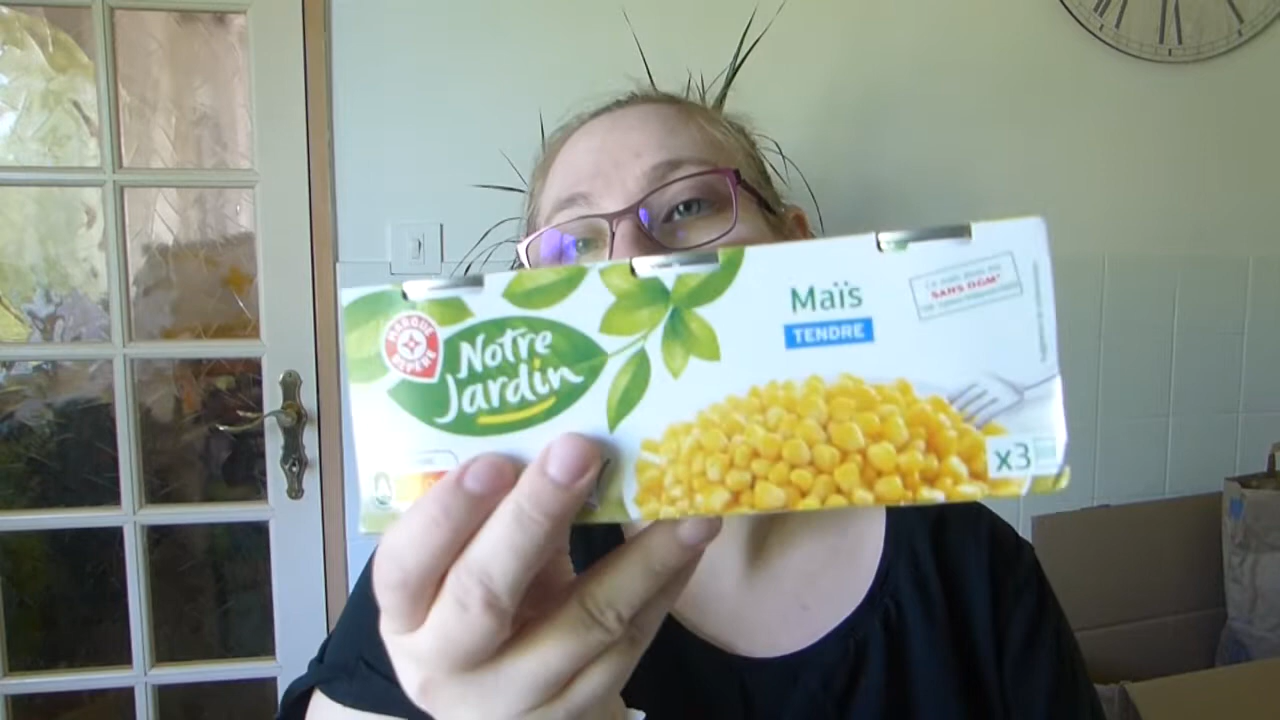 MARQUE
REPÈRE
Notre
Jardin
Maïs
TENDRE
SANS OGM*
x3